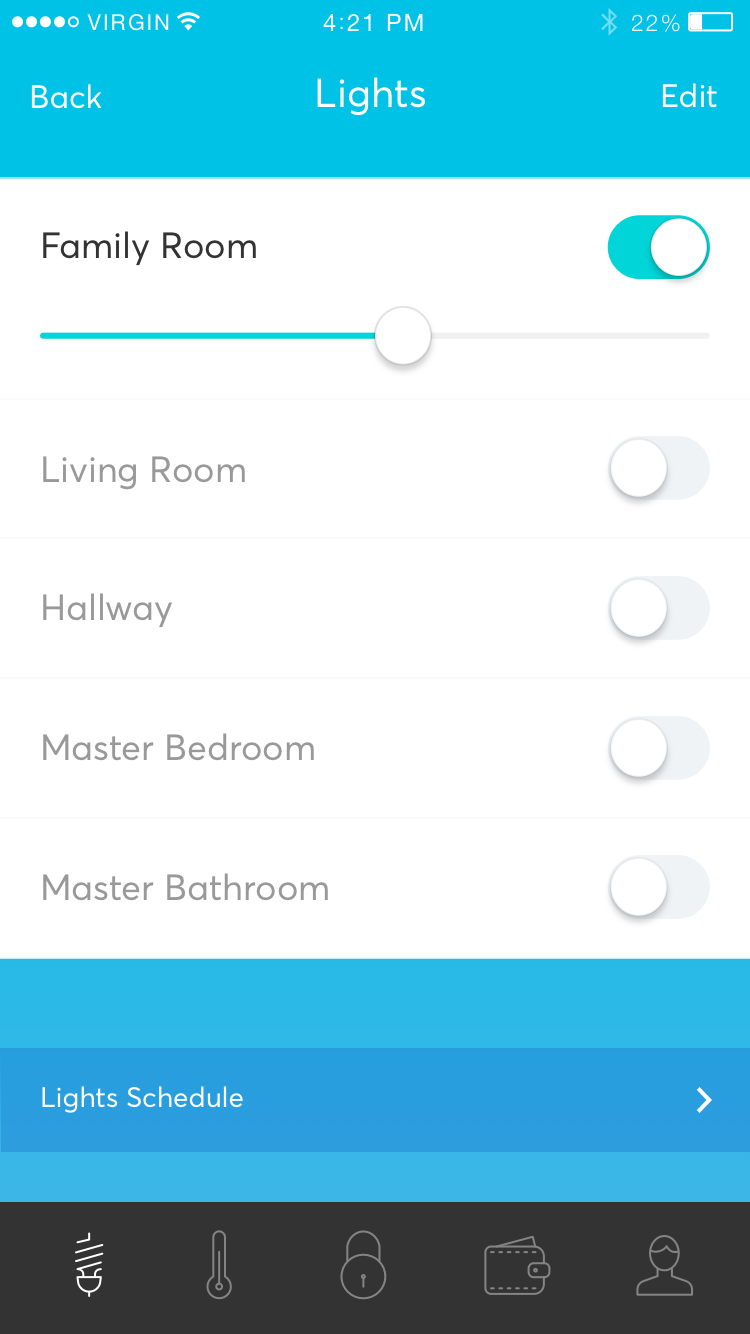 VIRGIN 4:21 PM 22%
Back Lights Edit
Family Room
Living Room
Hallway
Master Bedroom
Master Bathroom
Lights Schedule